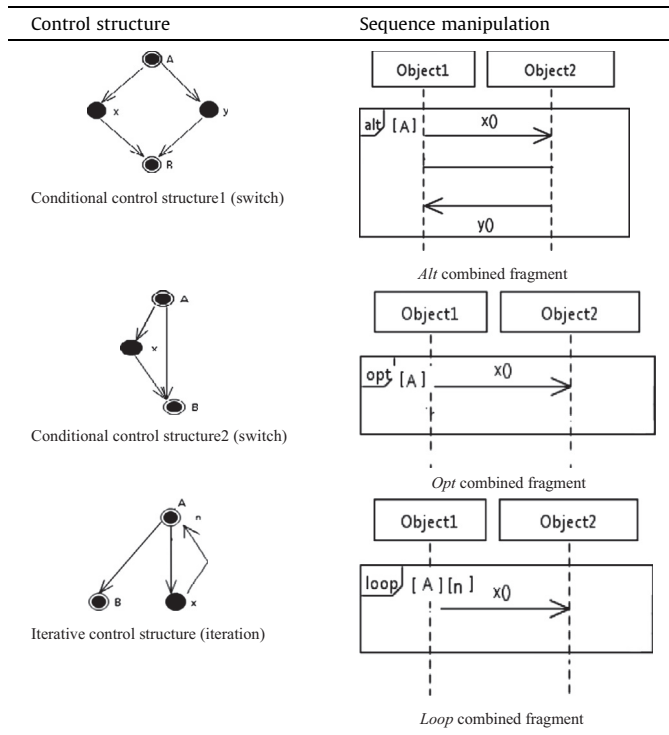 Control structure
Sequence manipulation
A
x
y
B
Conditional control structure1 (switch)
Object1
Object2
alt
[A]
x()
y()
Alt combined fragment
A
x
B
Conditional control structure2 (switch)
Object1
Object2
opt
[A]
x()
Opt combined fragment
A
n
B
x
Iterative control structure (iteration)
Object1
Object2
loop
[A][n]
x()
Loop combined fragment